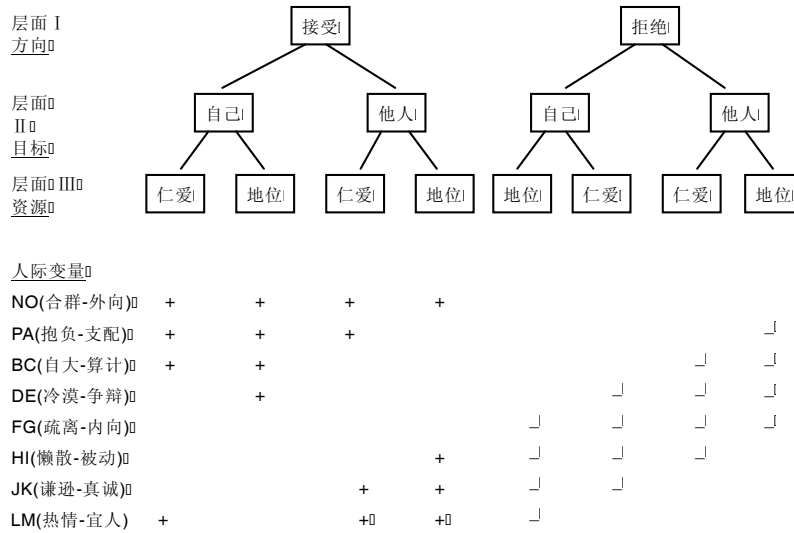 层面 I
方向
接受
拒绝
层面
II
目标
自己
他人
自己
他人
层面 III
资源
仁爱
地位
仁爱
地位
地位
仁爱
仁爱
地位
人际变量
NO(合群-外向) + + + +
PA(抱负-支配) + + + –
BC(自大-算计) + + – –
DE(冷漠-争辩) + – – –
FG(疏离-内向) – – – –
HI(懒散-被动) + – – –
JK(谦逊-真诚) + + – –
LM(热情-宜人) + + + –